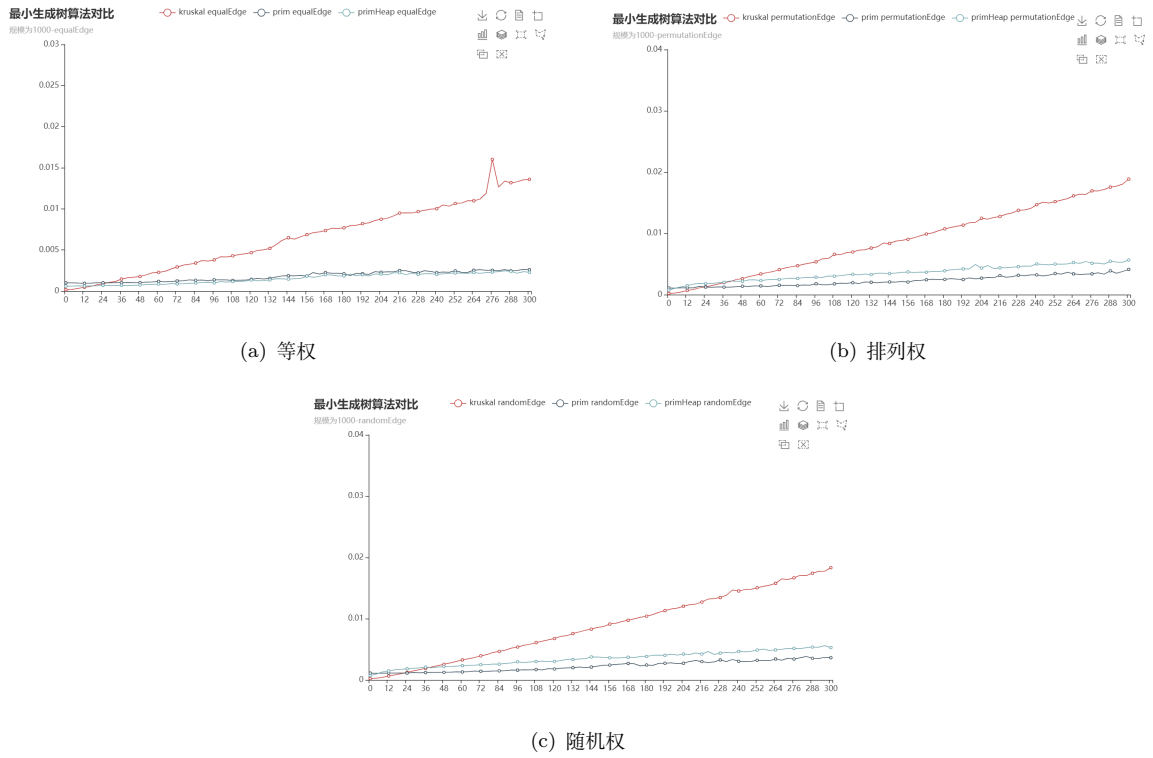 最小生成树算法对比
kruskal equalEdge prim equalEdge primHeap equalEdge
规模为1000-equalEdge
0.03
0.025
0.02
0.015
0.01
0.005
0
0 12 24 36 48 60 72 84 96 108 120 132 144 156 168 180 192 204 216 228 240 252 264 276 288 300
(a) 等权
最小生成树算法对比
kruskal permutationEdge prim permutationEdge primHeap permutationEdge
规模为1000-permutationEdge
0.04
0.03
0.02
0.01
0
0 12 24 36 48 60 72 84 96 108 120 132 144 156 168 180 192 204 216 228 240 252 264 276 288 300
(b) 排列权
最小生成树算法对比
kruskal randomEdge prim randomEdge primHeap randomEdge
规模为1000-randomEdge
0.04
0.03
0.02
0.01
0
0 12 24 36 48 60 72 84 96 108 120 132 144 156 168 180 192 204 216 228 240 252 264 276 288 300
(c) 随机权